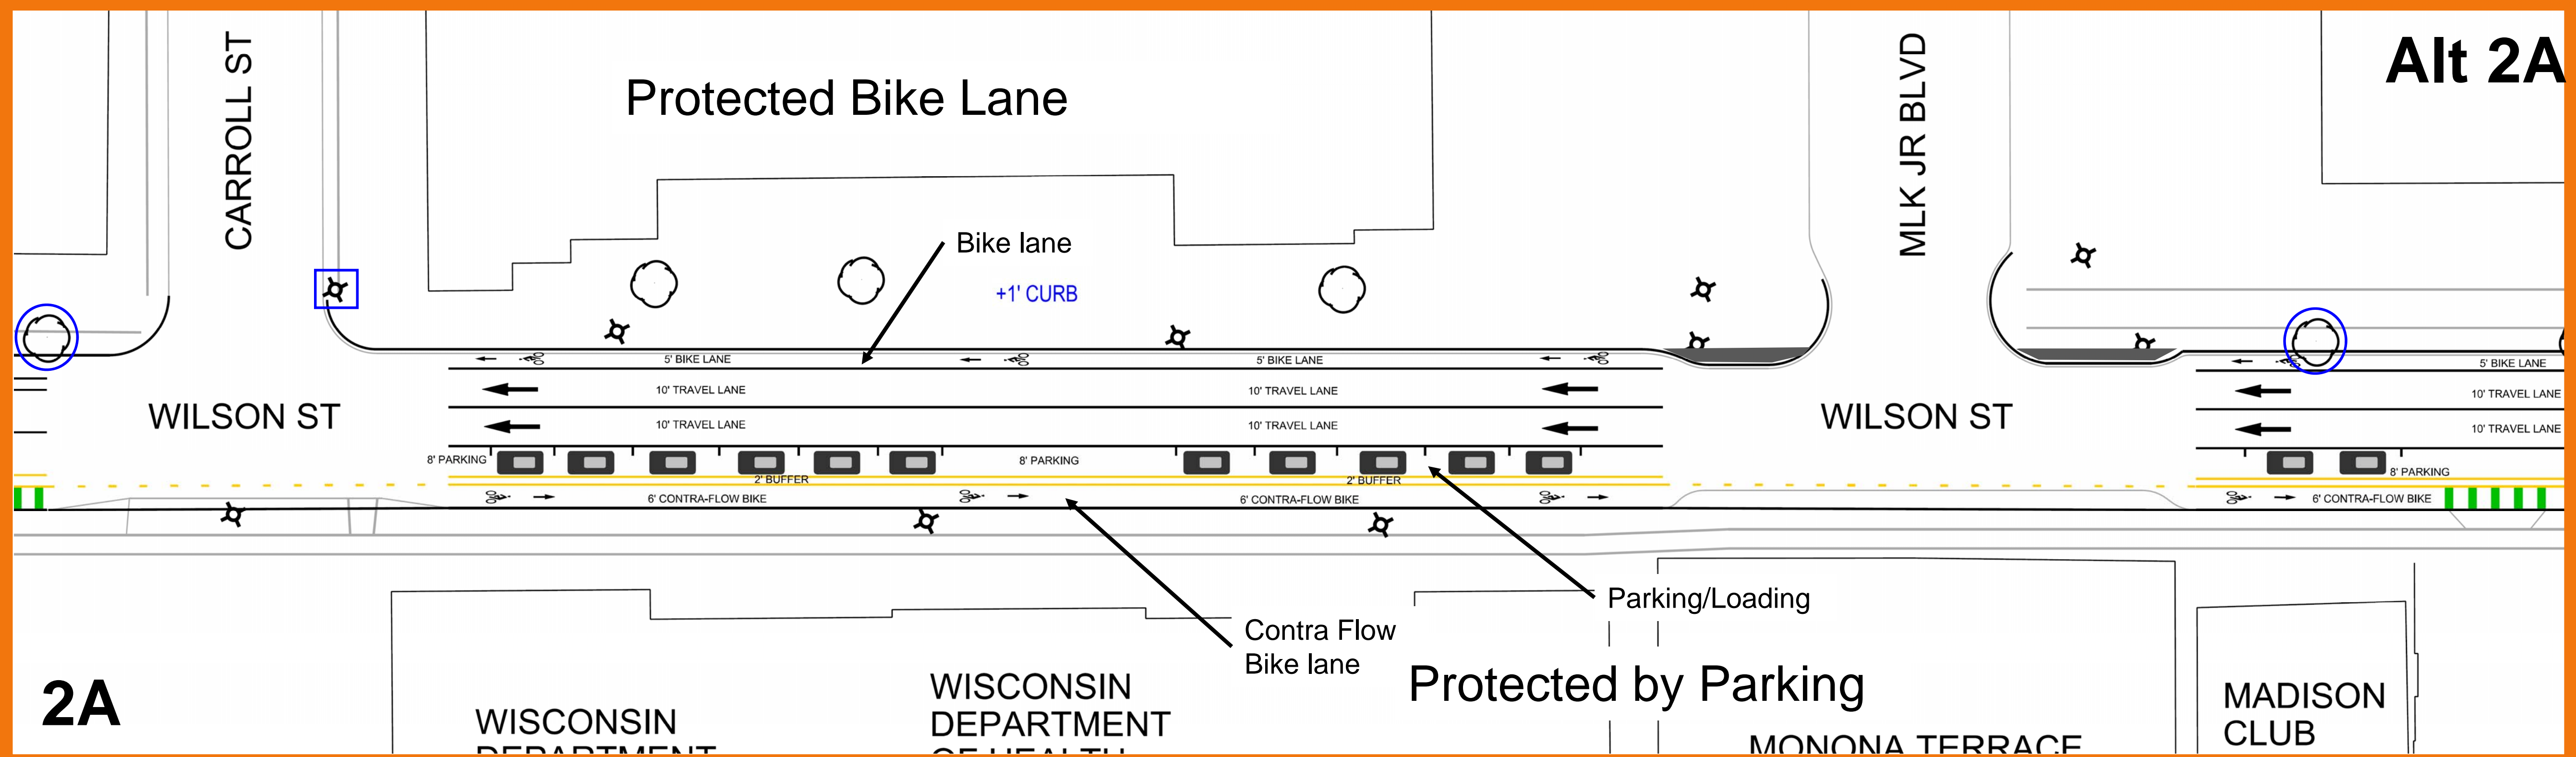 Alt 2A
CARROLL ST
Protected Bike Lane
MLK JR BLVD
Bike lane
+1' CURB
5' BIKE LANE
5' BIKE LANE
5' BIKE LANE
10' TRAVEL LANE
10' TRAVEL LANE
10' TRAVEL LANE
WILSON ST
WILSON ST
10' TRAVEL LANE
10' TRAVEL LANE
10' TRAVEL LANE
8' PARKING
8' PARKING
8' PARKING
2' BUFFER
2' BUFFER
6' CONTRA-FLOW BIKE
6' CONTRA-FLOW BIKE
6' CONTRA-FLOW BIKE
Parking/Loading
Contra Flow
Bike lane
Protected by Parking
2A
WISCONSIN
DEPARTMENT
WISCONSIN
DEPARTMENT
OF HEALTH
MONONA TERRACE
MADISON
CLUB